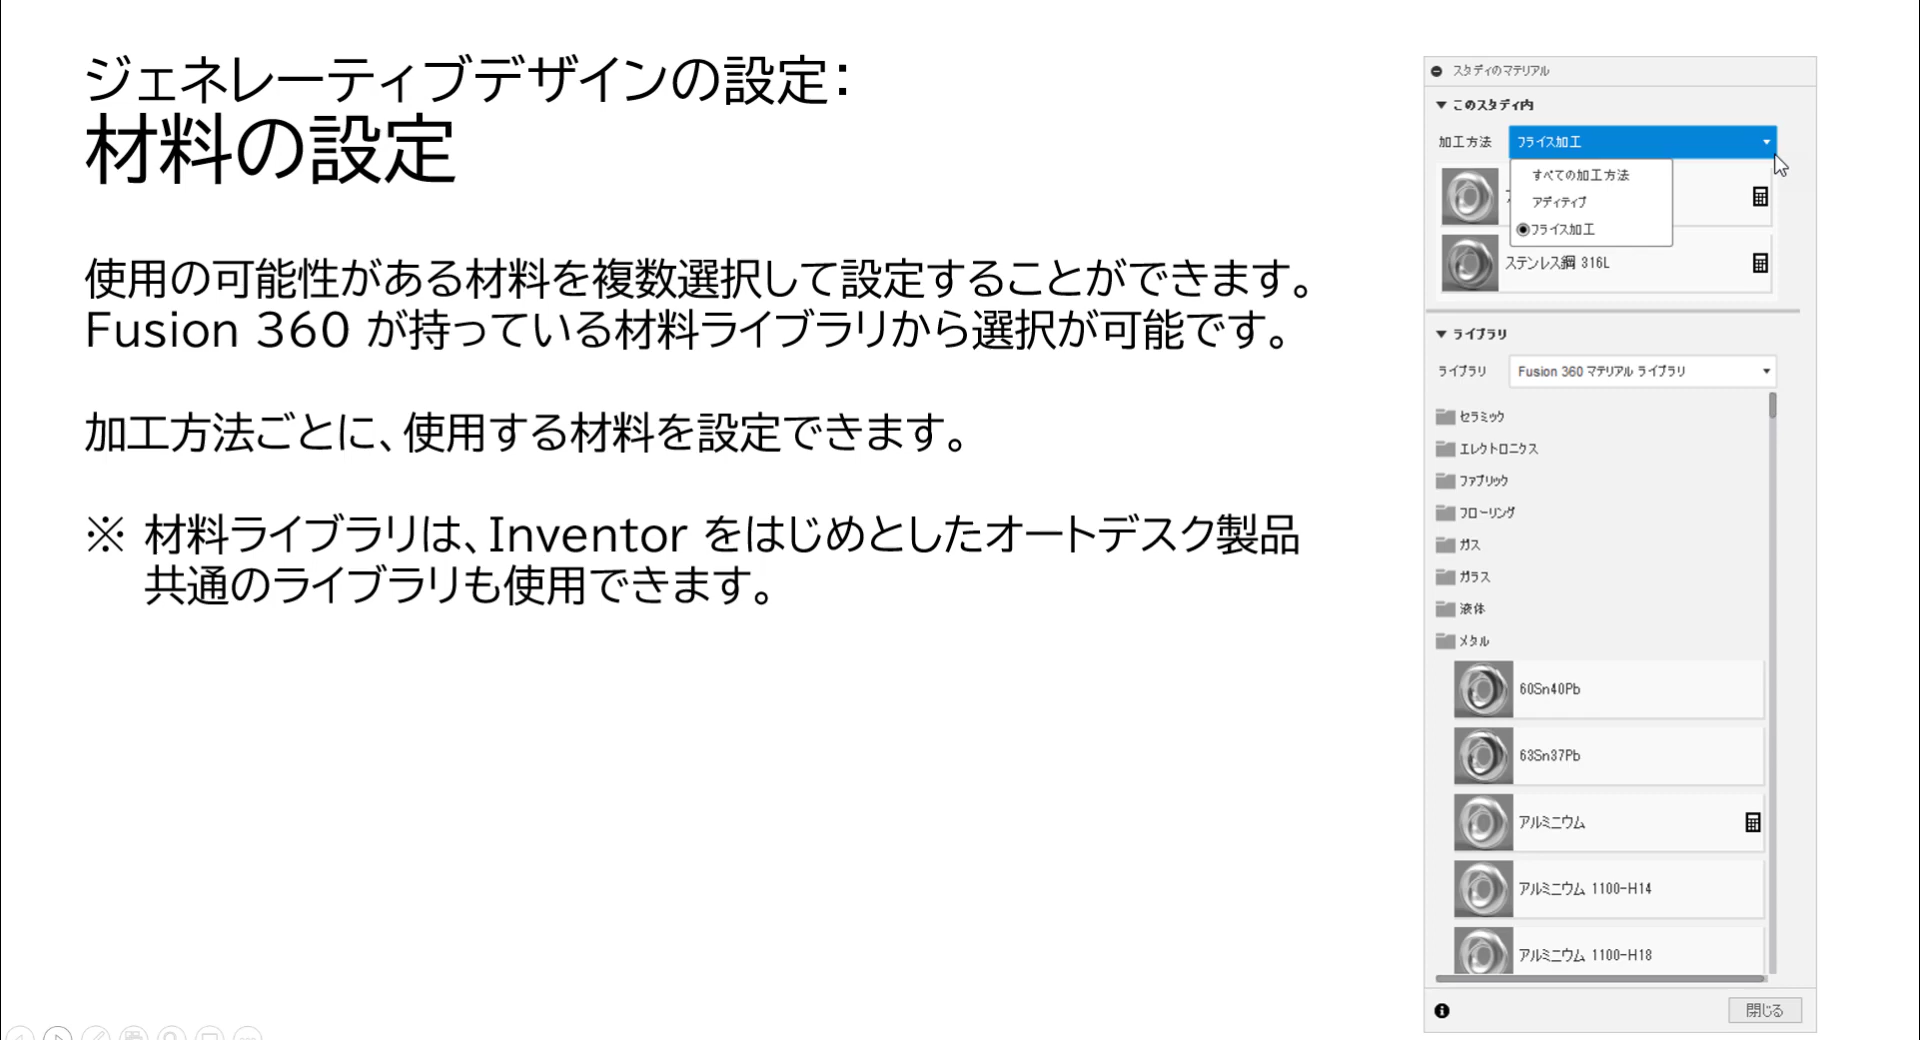 ジェネレーティブデザインの設定:
材料の設定
使用の可能性がある材料を複数選択して設定することができます。
Fusion 360 が持っている材料ライブラリから選択が可能です。
加工方法ごとに、使用する材料を設定できます。
※ 材料ライブラリは、Inventor をはじめとしたオートデスク製品
共通のライブラリも使用できます。
スタディのマテリアル
このスタディ内
加工方法 フライス加工
すべての加工方法
アディティブ
フライス加工
ステンレス鋼 316L
ライブラリ
ライブラリ Fusion 360 マテリアル ライブラリ
セラミック
エレクトロニクス
ファブリック
フローリング
ガス
ガラス
液体
メタル
60Sn40Pb
63Sn37Pb
アルミニウム
アルミニウム 1100-H14
アルミニウム 1100-H18
閉じる